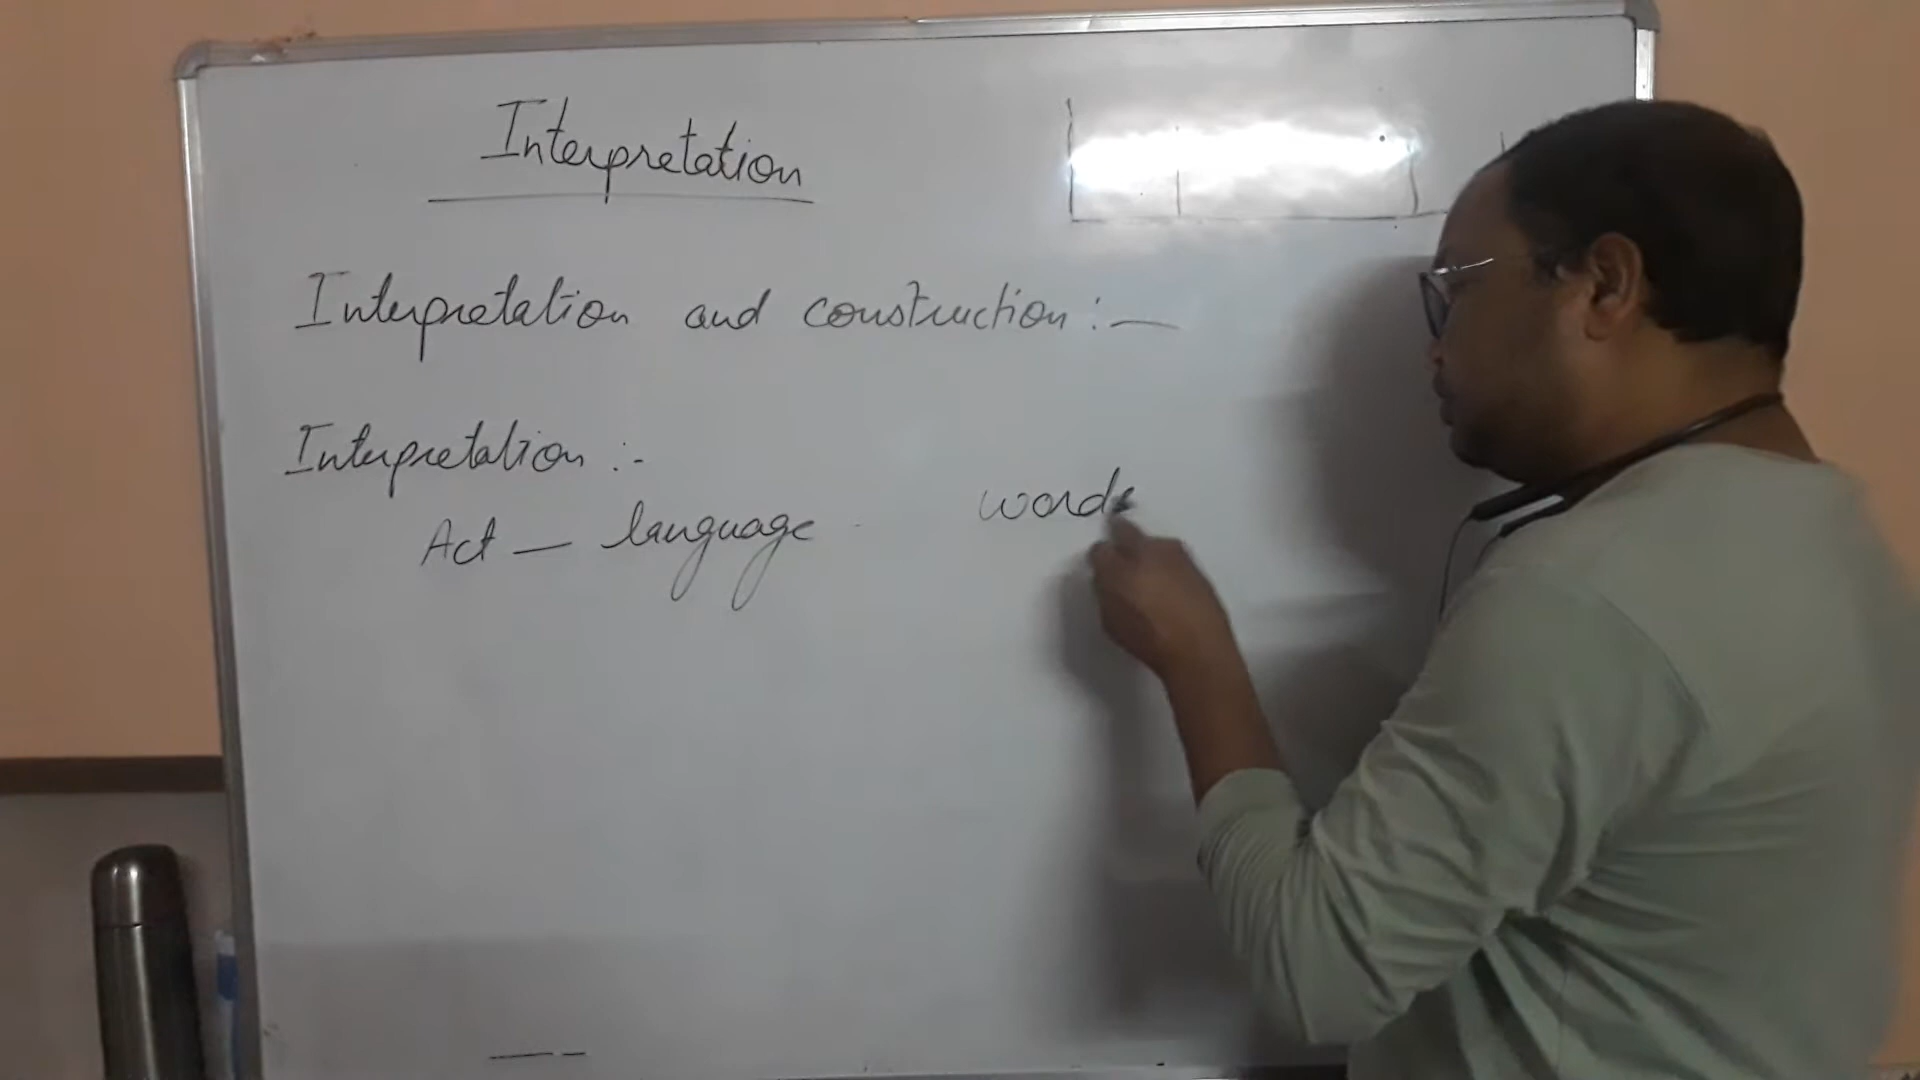 Interpretation
Interpretation and construction :—
Interpretation :-
Act — language words